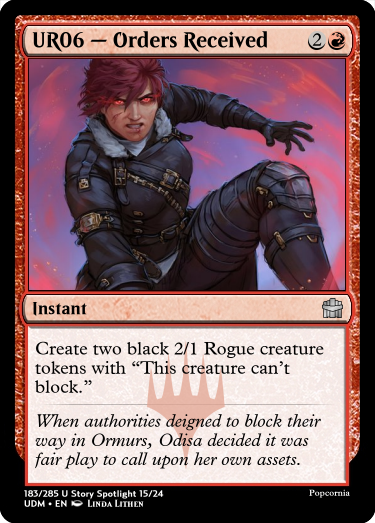 UR06 — Orders Received 2
Instant
Create two black 2/1 Rogue creature
tokens with “This creature can’t
block.”
When authorities deigned to block their
way in Ormurs, Odisa decided it was
fair play to call upon her own assets.
183/285 U Story Spotlight 15/24
Popcornia
UDM • EN Linda Lithen